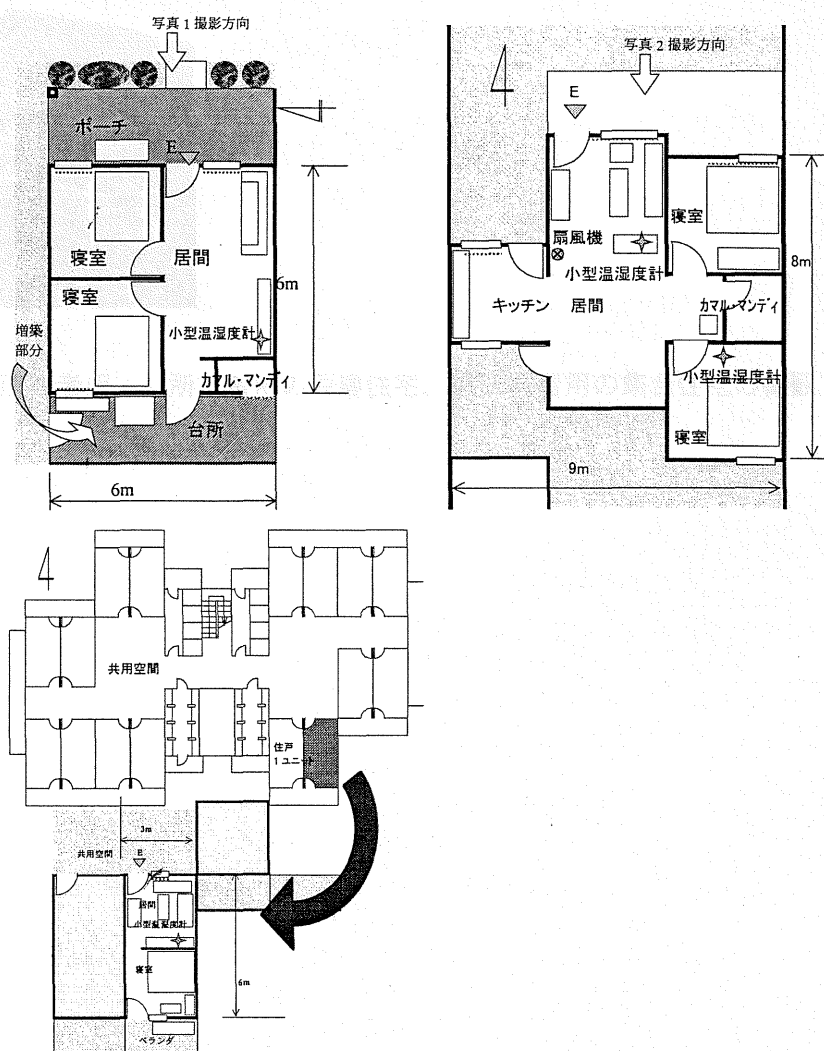 写真1撮影方向
ポーチ
E
寝室
居間
寝室
6m
小型温湿度計
増築
部分
カマル・マンディ
台所
6m
写真2撮影方向
E
寝室
扇風機
小型温湿度計
8m
キッチン
居間
カマル・マンディ
小型温湿度計
寝室
9m
共用空間
住戸
1ユニット
3m
共用空間
E
居間
小型温湿度計
寝室
6m
ベランダ